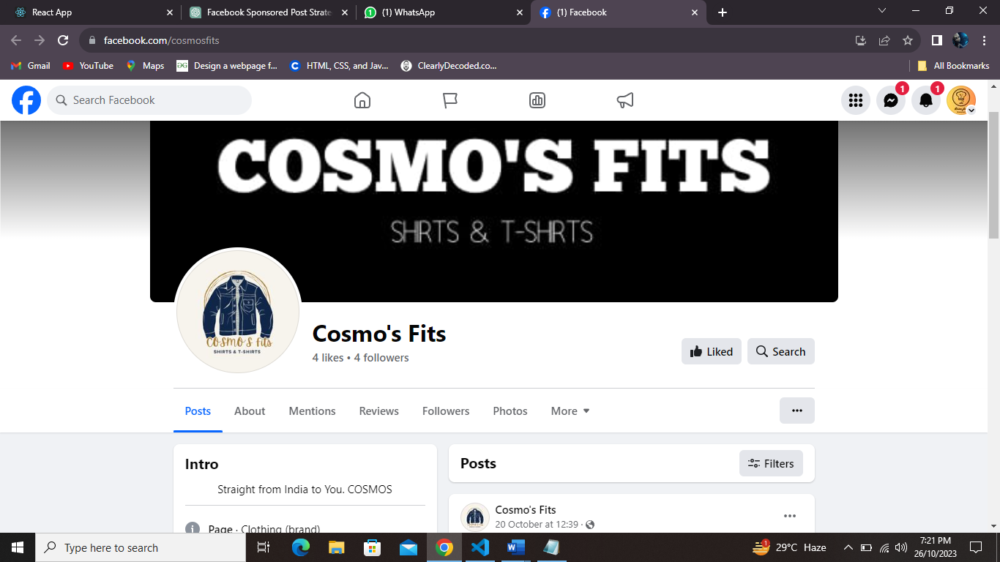 React App
Facebook Sponsored Post Strate
(1) WhatsApp
(1) Facebook
facebook.com/cosmosfits
Gmail
YouTube
Maps
Design a webpage f...
HTML, CSS, and Jav...
ClearlyDecoded.co...
All Bookmarks
Search Facebook
1
1
COSMO'S FITS
SHIRTS & T-SHIRTS
COSMO'S Fits
SHIRTS & T-SHIRTS
Cosmo's Fits
4 likes • 4 followers
Liked
Search
Posts
About
Mentions
Reviews
Followers
Photos
More
Intro
Straight from India to You. COSMOS
Page · Clothing (brand)
Posts
Filters
Cosmo's Fits
20 October at 12:39 ·
Type here to search
1
29°C Haze
7:21 PM
26/10/2023